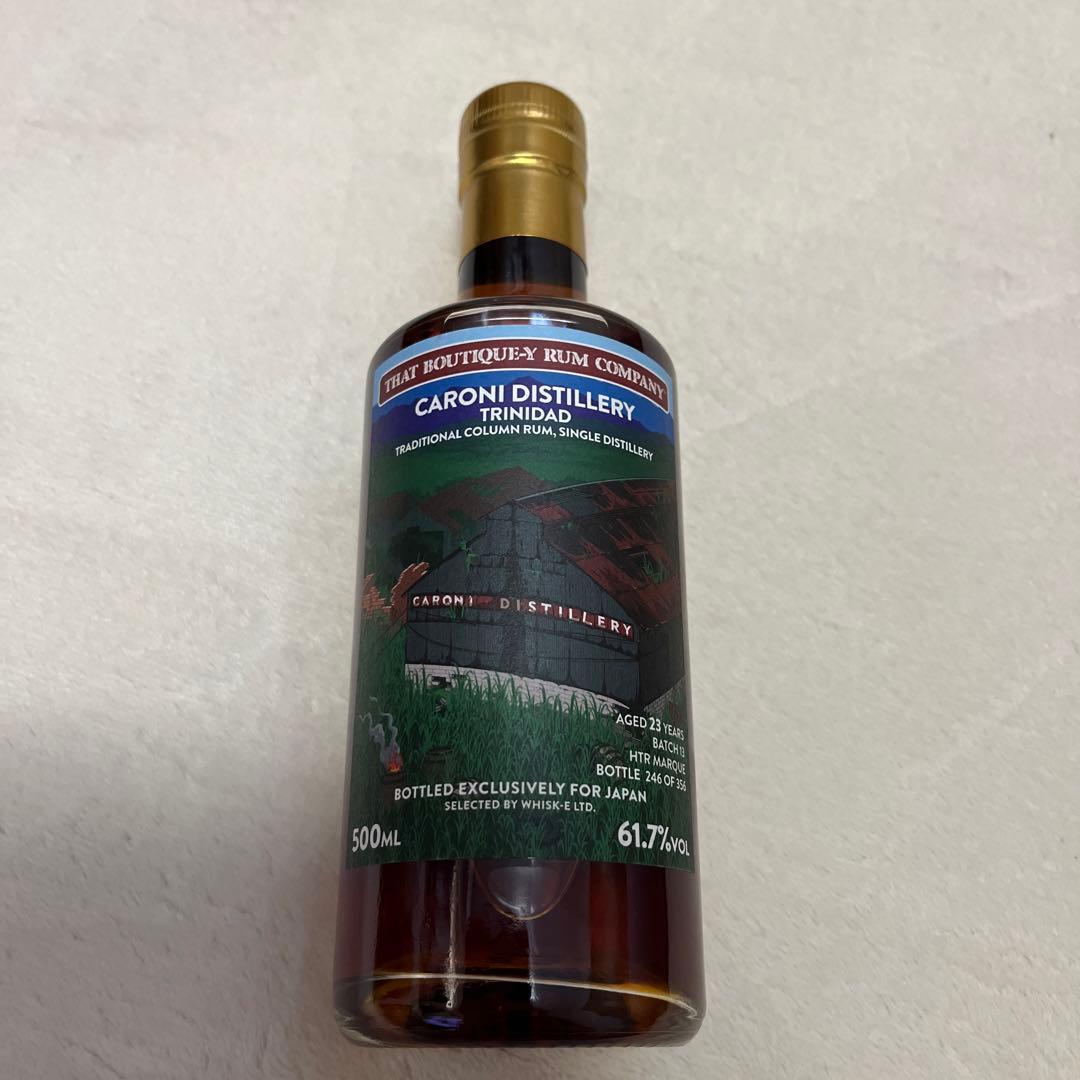 THAT BOUTIQUE-Y RUM COMPANY
CARONI DISTILLERY
TRINIDAD
TRADITIONAL COLUMN RUM, SINGLE DISTILLERY
CARONI DISTILLERY
AGED 23 YEARS
BATCH 13
HTR MARQUE
BOTTLE 246 OF 356
BOTTLED EXCLUSIVELY FOR JAPAN
SELECTED BY WHISK-E LTD.
500ML
61.7%VOL